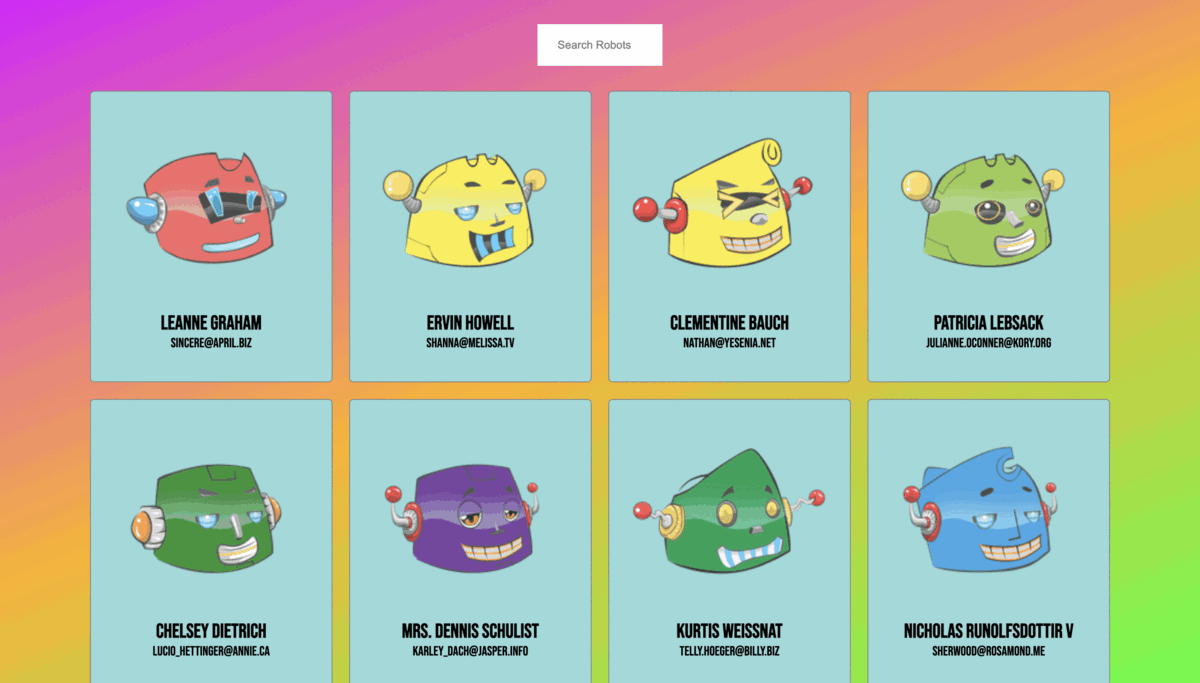 Search Robots
LEANNE GRAHAM
SINCERE@APRIL.BIZ
ERVIN HOWELL
SHANNA@MELISSA.TV
CLEMENTINE BAUCH
NATHAN@YESENIA.NET
PATRICIA LEBSACK
JULIANNE.OCONNER@KORY.ORG
CHELSEY DIETRICH
LUCIO_HETTINGER@ANNIE.CA
MRS. DENNIS SCHULIST
KARLEY_DACH@JASPER.INFO
KURTIS WEISSNAT
TELLY.HOEGER@BILLY.BIZ
NICHOLAS RUNOLFSDOTTIR V
SHERWOOD@ROSAMOND.ME